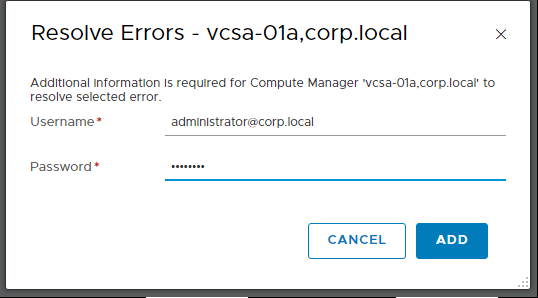 Resolve Errors - vcsa-01a,corp.local
Additional information is required for Compute Manager 'vcsa-01a,corp.local' to
resolve selected error.
Username* administrator@corp.local
Password* ••••••••
CANCEL ADD